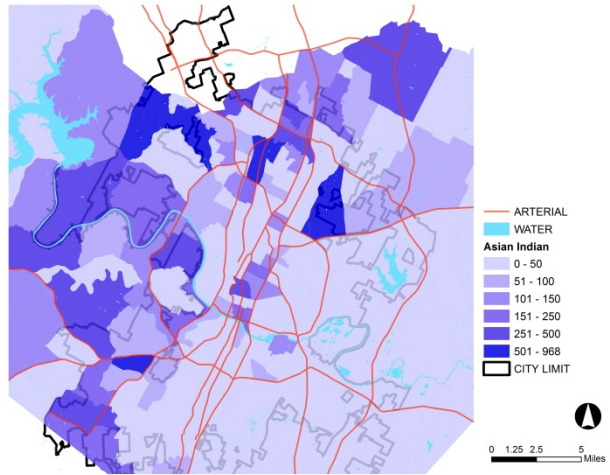 ARTERIAL
WATER
Asian Indian
0 - 50
51 - 100
101 - 150
151 - 250
251 - 500
501 - 968
CITY LIMIT
0 1.25 2.5 5
Miles